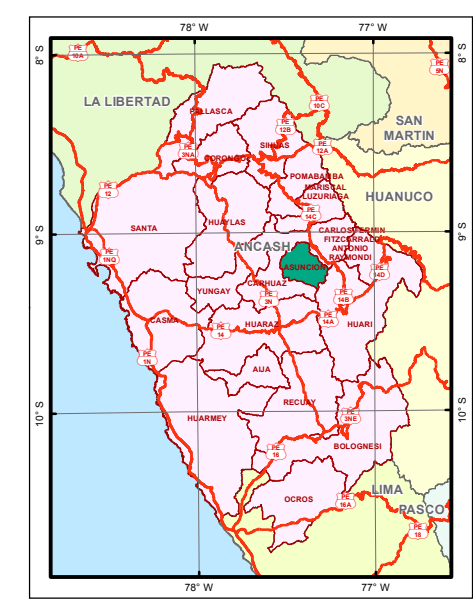 78° W
77° W
8° S
8° S
PE
10A
PE
5N
LA LIBERTAD
PE
10C
PALLASCA
PE
12B
SAN
MARTIN
SIHUAS
PE
12A
PE
3NA
CORONGO
POMABAMBA
PE
12
MARISCAL
LUZURIAGA
HUANUCO
PE
14C
HUAYLAS
SANTA
CARLOS FERMIN
FITZCARRALD
9° S
9° S
ANCASH
ANTONIO
RAYMONDI
PE
1NQ
ASUNCION
PE
14D
CARHUAZ
YUNGAY
PE
3N
PE
14B
CASMA
PE
14
HUARAZ
PE
14A
HUARI
PE
1N
AIJA
RECUAY
10° S
10° S
HUARMEY
PE
3NE
BOLOGNESI
PE
16
LIMA
OCROS
PE
16A
PASCO
PE
18
78° W
77° W